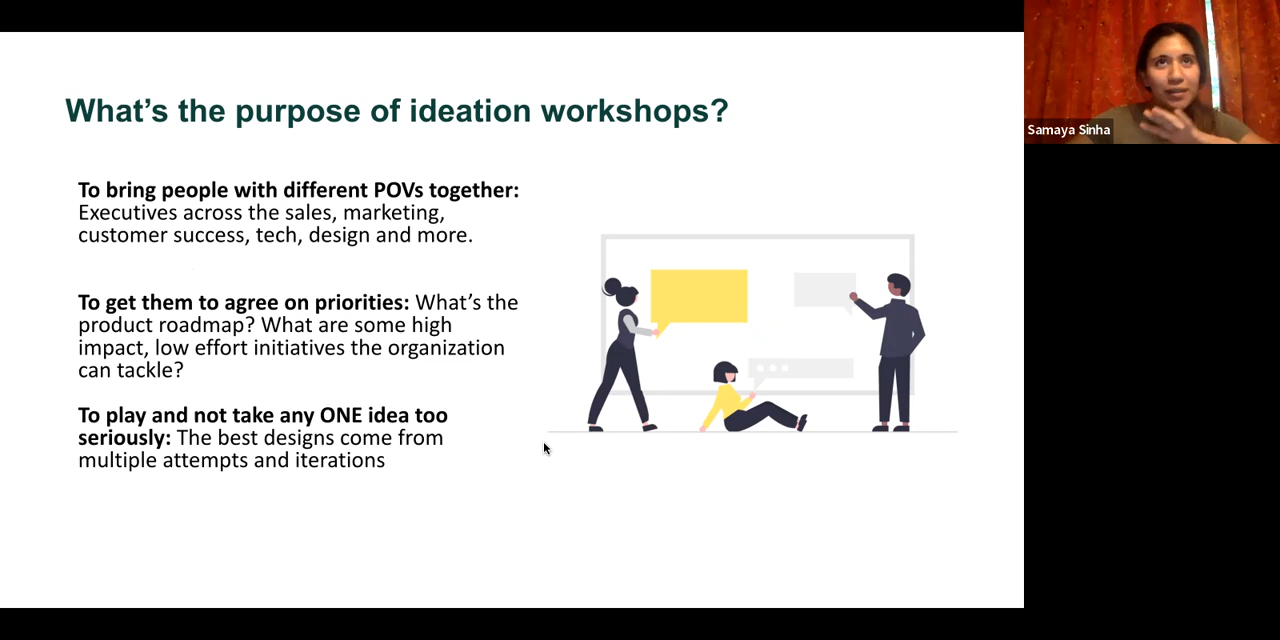 What’s the purpose of ideation workshops?
To bring people with different POVs together:
Executives across the sales, marketing,
customer success, tech, design and more.
To get them to agree on priorities: What’s the
product roadmap? What are some high
impact, low effort initiatives the organization
can tackle?
To play and not take any ONE idea too
seriously: The best designs come from
multiple attempts and iterations
Samaya Sinha